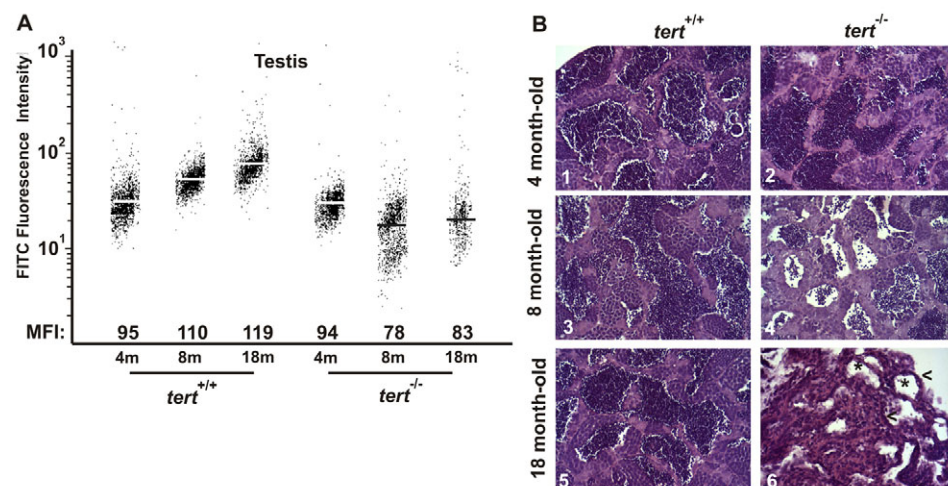 A
Testis
FITC Fluorescence Intensity
10³
10²
10¹
MFI: 95 110 119 94 78 83
4m 8m 18m 4m 8m 18m
tert+/+ tert-/-
B
tert+/+ tert-/-
4 month-old
1 2
8 month-old
3 4
18 month-old
* * < <
5 6